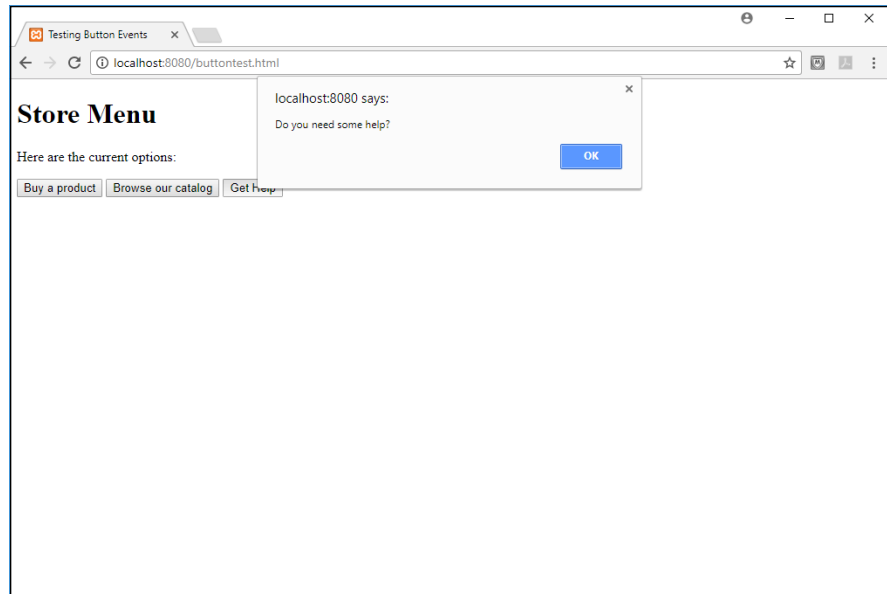 Testing Button Events
localhost:8080/buttontest.html
localhost:8080 says:
Do you need some help?
OK
Store Menu
Here are the current options:
Buy a product
Browse our catalog
Get Help